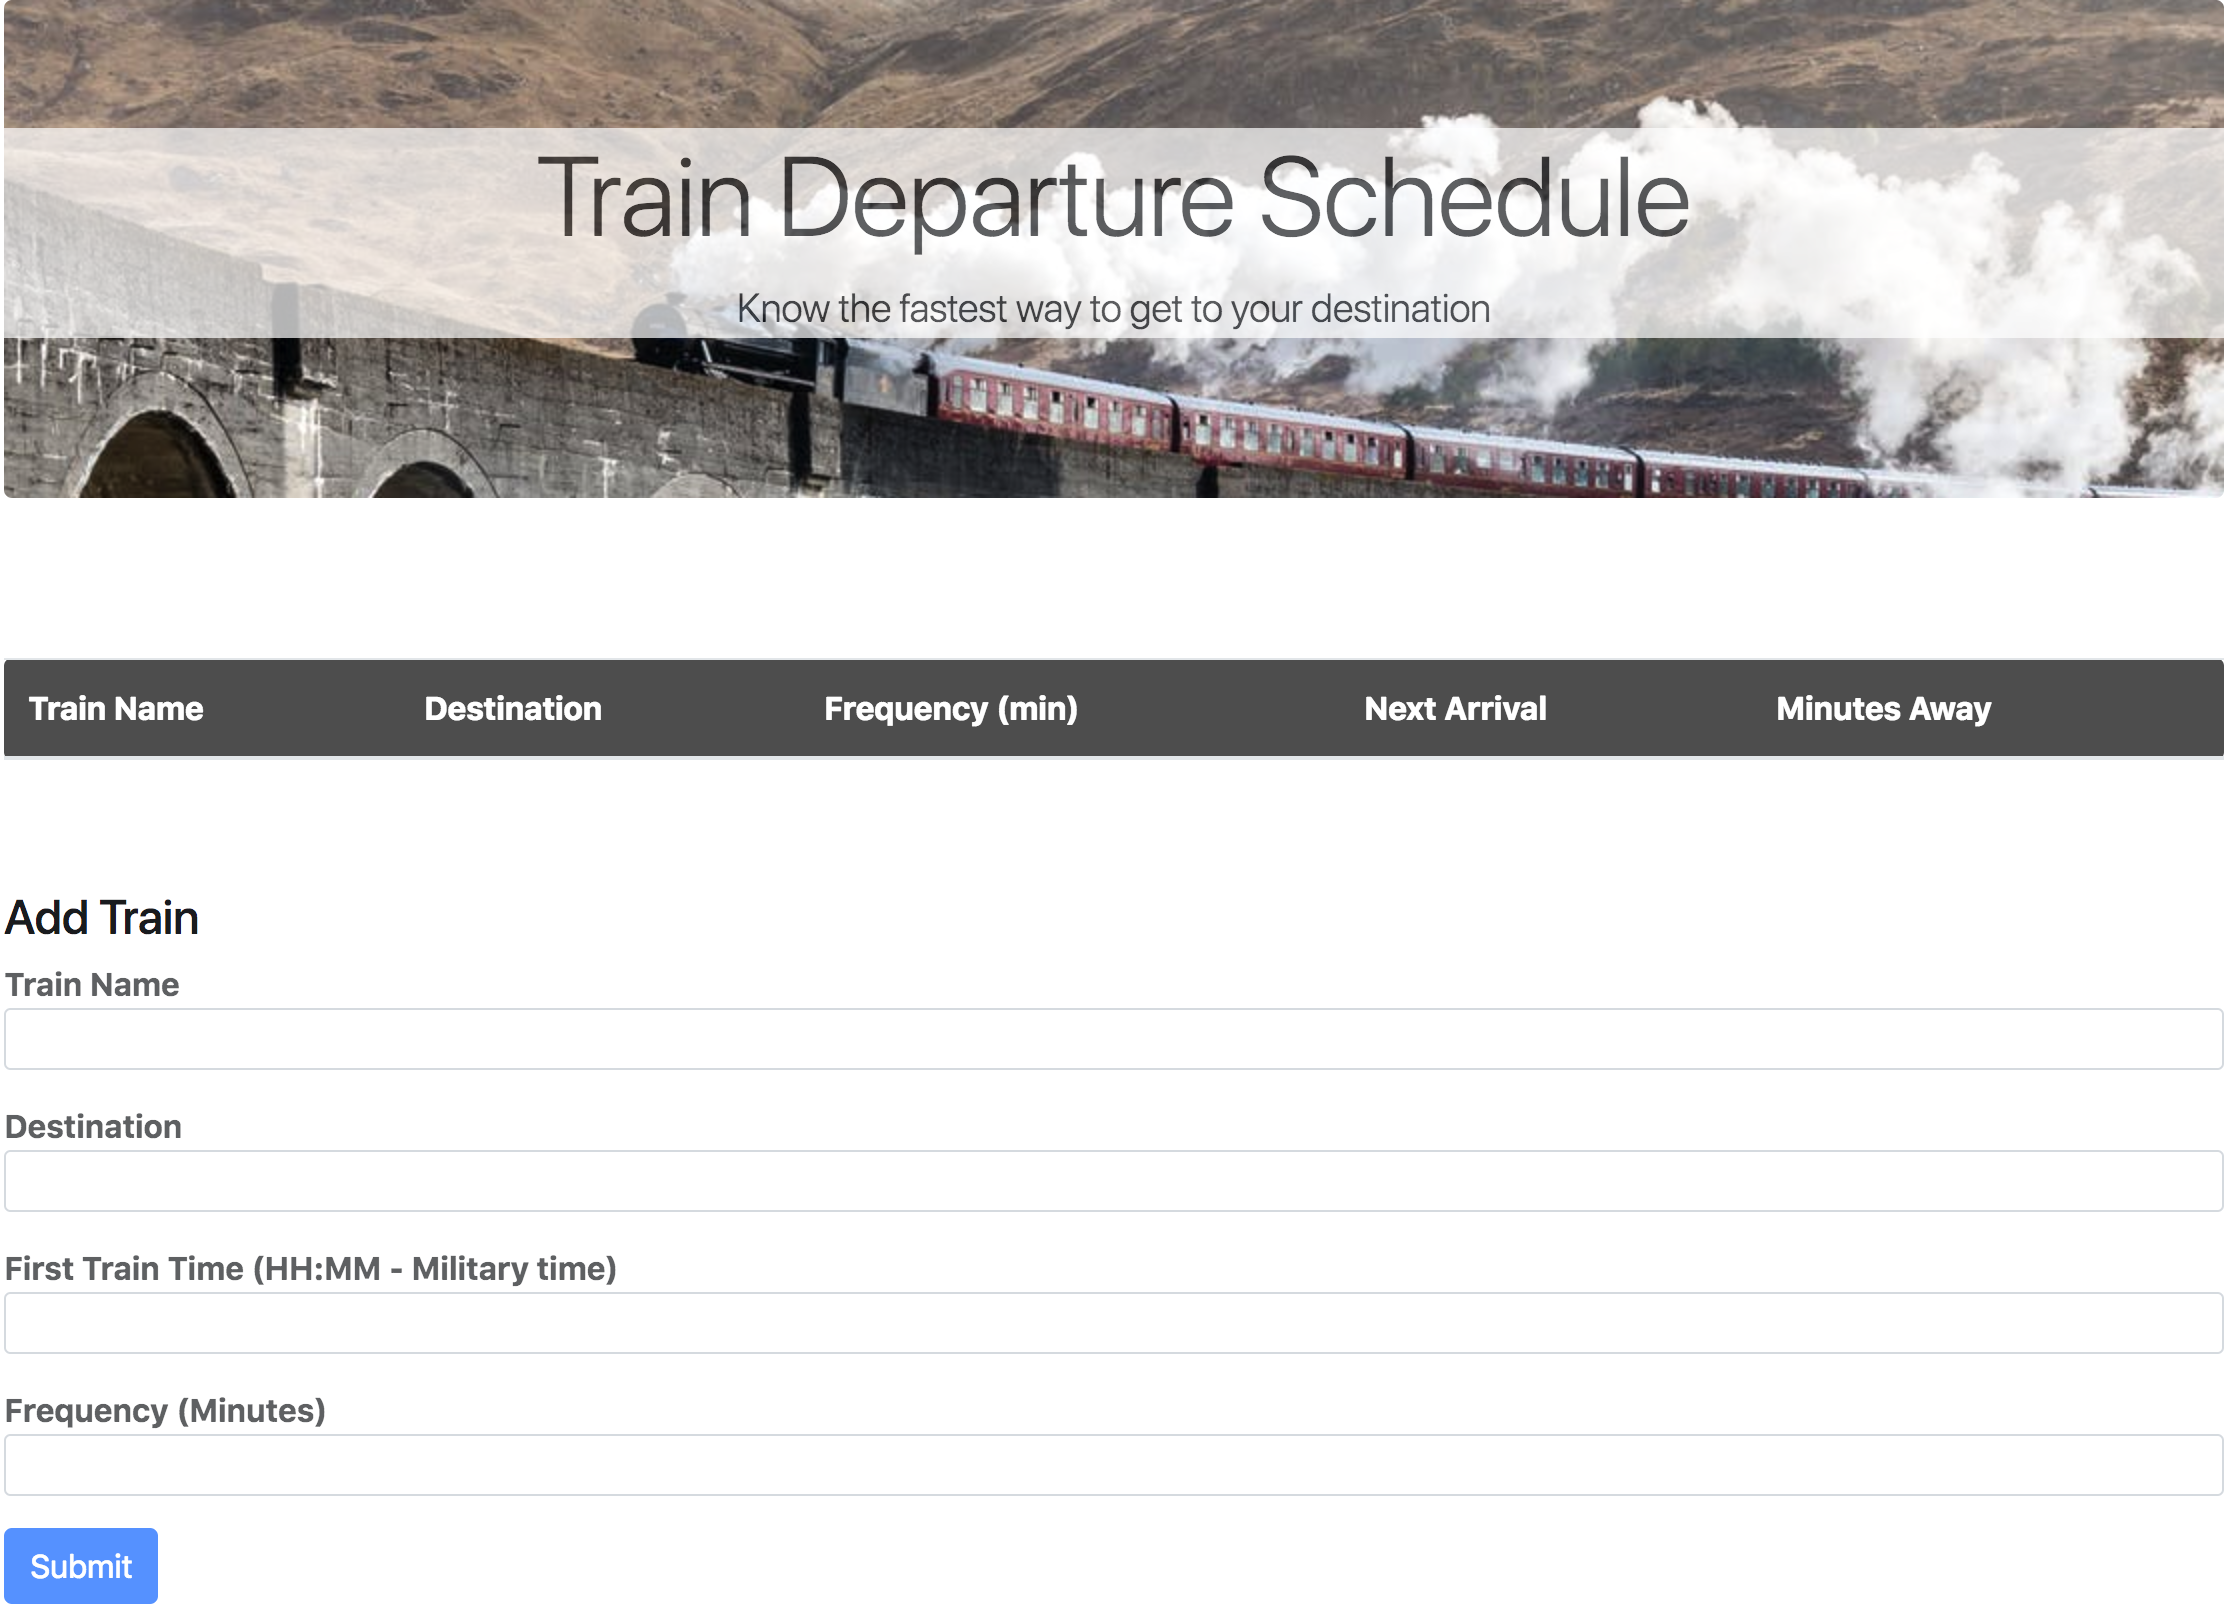 Train Departure Schedule
Know the fastest way to get to your destination
Train Name Destination Frequency (min) Next Arrival Minutes Away
Add Train
Train Name
Destination
First Train Time (HH:MM - Military time)
Frequency (Minutes)
Submit